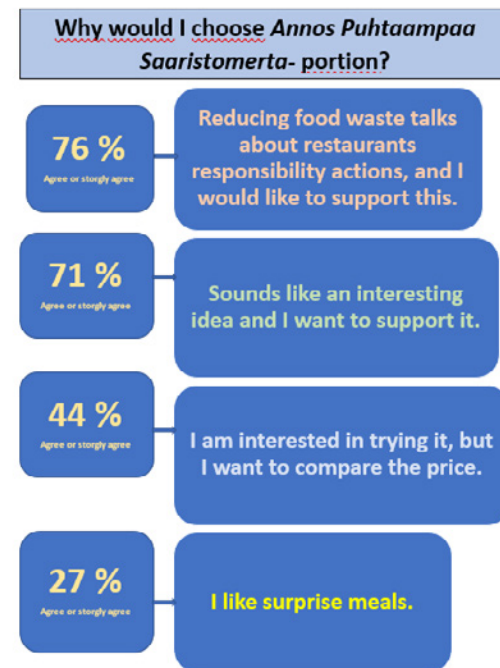 Why would I choose Annos Puhtaampaa
Saaristomerta- portion?
76 %
Agree or storgly agree
Reducing food waste talks
about restaurants
responsibility actions, and I
would like to support this.
71 %
Agree or storgly agree
Sounds like an interesting
idea and I want to support it.
44 %
Agree or storgly agree
I am interested in trying it, but
I want to compare the price.
27 %
Agree or storgly agree
I like surprise meals.